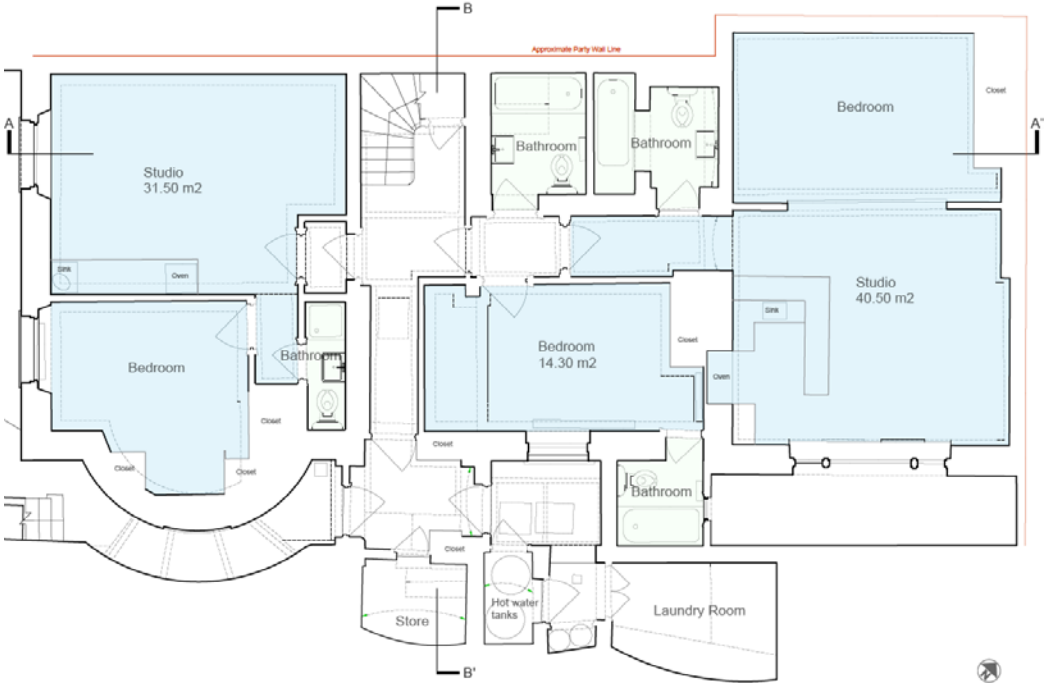 B
Approximate Party Wall Line
Closet
Bedroom
A
A"
Bathroom
Bathroom
Studio
31.50 m2
Sink
Oven
Studio
40.50 m2
Sink
Bedroom
14.30 m2
Closet
Bathroom
Bedroom
Oven
Closet
Closet
Closet
Closet
Bathroom
Closet
Hot water
tanks
Store
Laundry Room
B'